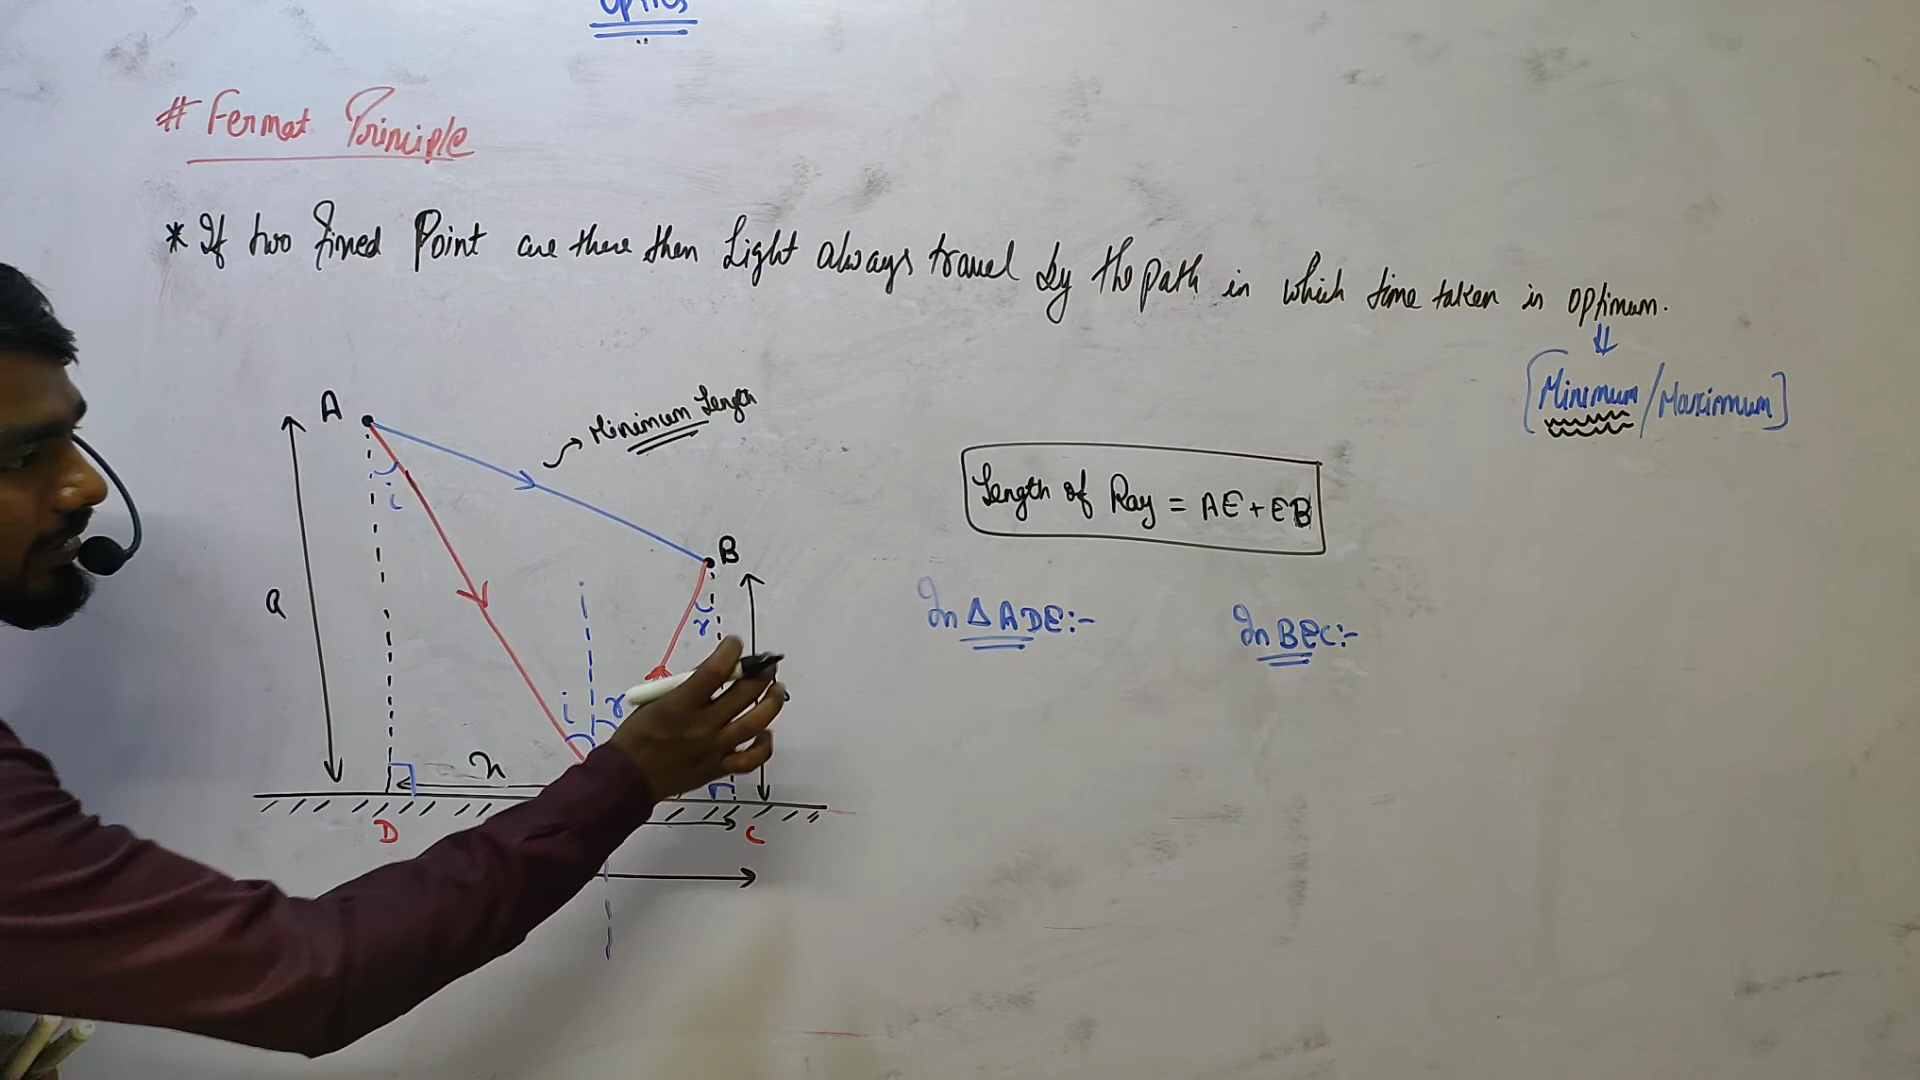 Optics
# Fermat Principle
* If two fixed Point are there then Light always travel by the path in which time taken is optimum.
[Minimum/Maximum]
A
Minimum Length
i
Length of Ray = AE + EB
B
a
r
In Δ ADE:-
In BEC:-
i
r
x
D
C